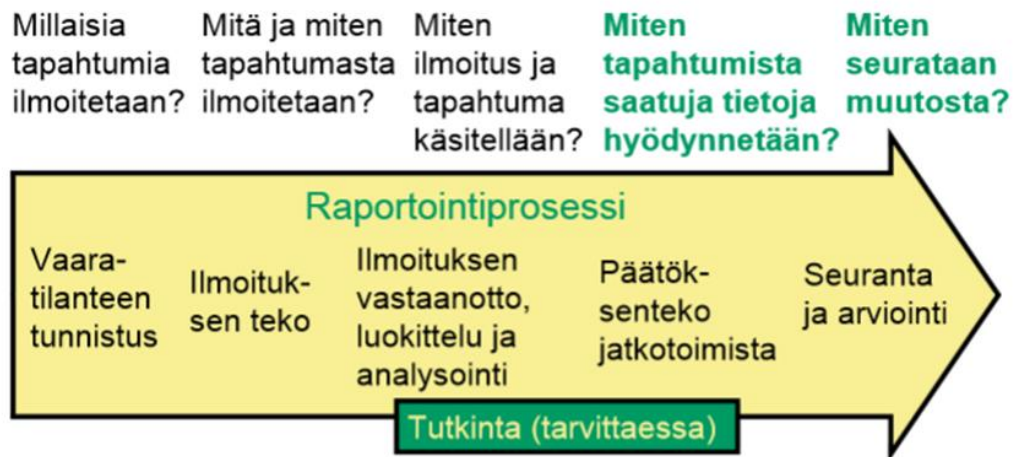 Millaisia
tapahtumia
ilmoitetaan?
Mitä ja miten
tapahtumasta
ilmoitetaan?
Miten
ilmoitus ja
tapahtuma
käsitellään?
Miten
tapahtumista
saatuja tietoja
hyödynnetään?
Miten
seurataan
muutosta?
Raportointiprosessi
Vaara-
tilanteen
tunnistus
Ilmoituk-
sen teko
Ilmoituksen
vastaanotto,
luokittelu ja
analysointi
Päätök-
senteko
jatkotoimista
Seuranta
ja arviointi
Tutkinta (tarvittaessa)